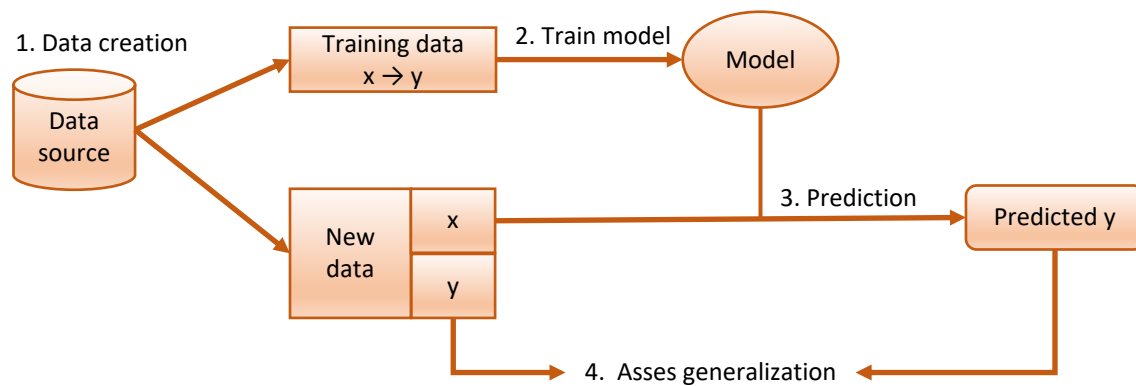 1. Data creation
Data
source
Training data
x → y
2. Train model
Model
New
data
x
y
3. Prediction
Predicted y
4. Asses generalization